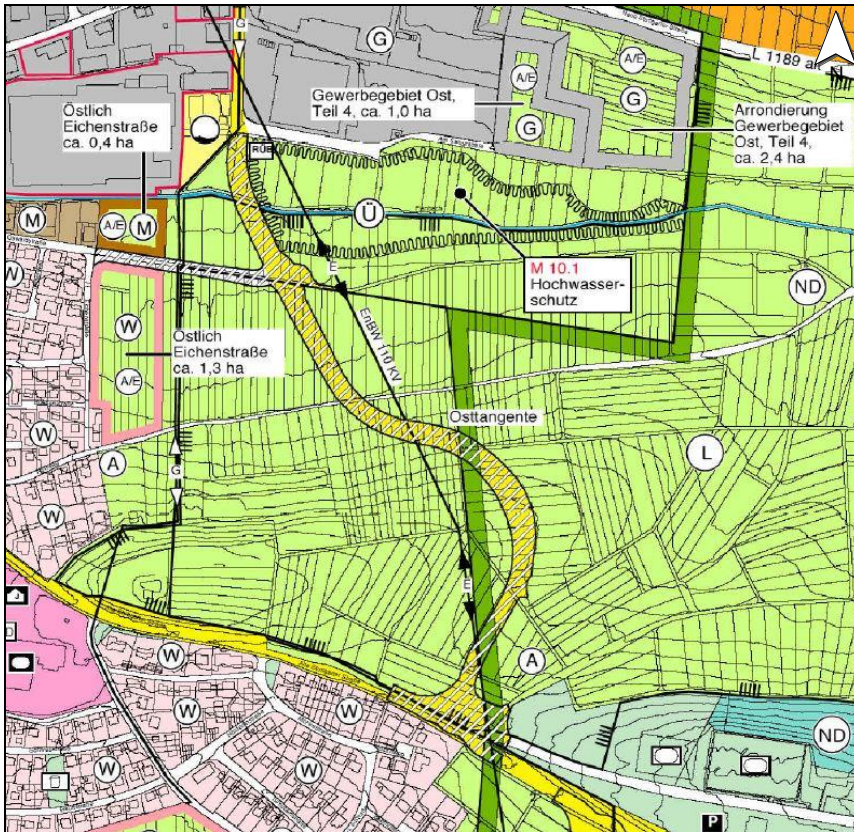 G
L 1189 alt
N
G
A/E
A/E
G
G
Gewerbegebiet Ost,
Teil 4, ca. 1,0 ha
Arrondierung
Gewerbegebiet
Ost, Teil 4,
ca. 2,4 ha
Östlich
Eichenstraße
ca. 0,4 ha
RÜB
M
A/E
M
Ü
M 10.1
Hochwasser-
schutz
E
ND
W
W
A/E
Östlich
Eichenstraße
ca. 1,3 ha
EnBW 110 KV
Osttangente
W
A
G
L
W
E
A
W
W
W
W
W
ND
P